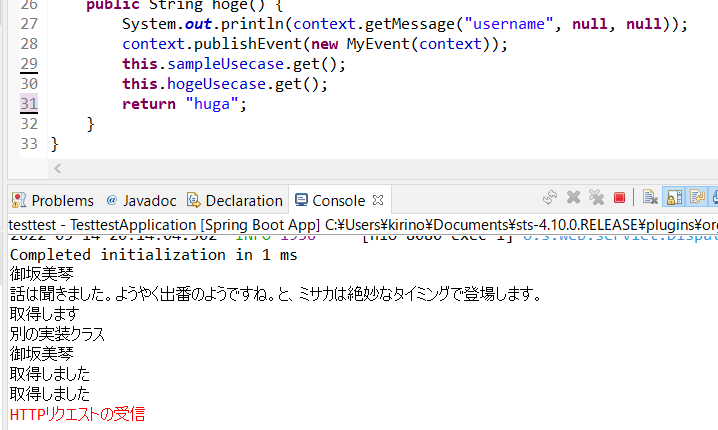 26 public String hoge() {
27 System.out.println(context.getMessage("username", null, null));
28 context.publishEvent(new MyEvent(context));
29 this.sampleUsecase.get();
30 this.hogeUsecase.get();
31 return "huga";
32 }
33 }
Problems @ Javadoc Declaration Console
testtest - TesttestApplication [Spring Boot App] C:¥Users¥kirino¥Documents¥sts-4.10.0.RELEASE¥plugins¥or
Completed initialization in 1 ms
御坂美琴
話は聞きました。ようやく出番のようですね。と、ミサカは絶妙なタイミングで登場します。
取得します
別の実装クラス
御坂美琴
取得しました
取得しました
HTTPリクエストの受信